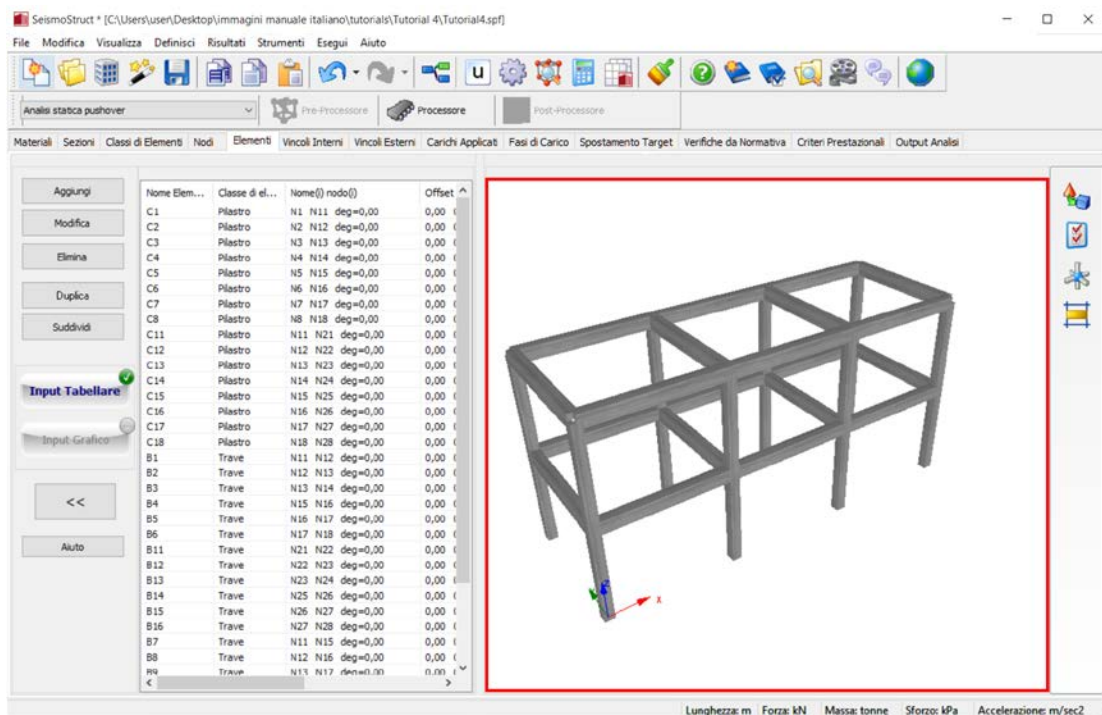 SeismoStruct * [C:\Users\user\Desktop\immagini manuale italiano\tutorials\Tutorial 4\Tutorial4.spf]
File Modifica Visualizza Definisci Risultati Strumenti Esegui Aiuto
Analisi statica pushover Pre-Processore Processore Post-Processore
Materiali Sezioni Classi di Elementi Nodi Elementi Vincoli Interni Vincoli Esterni Carichi Applicati Fasi di Carico Spostamento Target Verifiche da Normativa Criteri Prestazionali Output Analisi
Aggiungi
Modifica
Elimina
Duplica
Suddividi
Input Tabellare
Input Grafico
<<
Aiuto
Nome Elem... Classe di el... Nome(i) nodo(i) Offset
C1 Pilastro N1 N11 deg=0,00 0,00
C2 Pilastro N2 N12 deg=0,00 0,00
C3 Pilastro N3 N13 deg=0,00 0,00
C4 Pilastro N4 N14 deg=0,00 0,00
C5 Pilastro N5 N15 deg=0,00 0,00
C6 Pilastro N6 N16 deg=0,00 0,00
C7 Pilastro N7 N17 deg=0,00 0,00
C8 Pilastro N8 N18 deg=0,00 0,00
C11 Pilastro N11 N21 deg=0,00 0,00
C12 Pilastro N12 N22 deg=0,00 0,00
C13 Pilastro N13 N23 deg=0,00 0,00
C14 Pilastro N14 N24 deg=0,00 0,00
C15 Pilastro N15 N25 deg=0,00 0,00
C16 Pilastro N16 N26 deg=0,00 0,00
C17 Pilastro N17 N27 deg=0,00 0,00
C18 Pilastro N18 N28 deg=0,00 0,00
B1 Trave N11 N12 deg=0,00 0,00
B2 Trave N12 N13 deg=0,00 0,00
B3 Trave N13 N14 deg=0,00 0,00
B4 Trave N15 N16 deg=0,00 0,00
B5 Trave N16 N17 deg=0,00 0,00
B6 Trave N17 N18 deg=0,00 0,00
B11 Trave N21 N22 deg=0,00 0,00
B12 Trave N22 N23 deg=0,00 0,00
B13 Trave N23 N24 deg=0,00 0,00
B14 Trave N25 N26 deg=0,00 0,00
B15 Trave N26 N27 deg=0,00 0,00
B16 Trave N27 N28 deg=0,00 0,00
B7 Trave N11 N15 deg=0,00 0,00
B8 Trave N12 N16 deg=0,00 0,00
B9 Trave N13 N17 deg=0,00 0,00
x
Lunghezza: m Forza: kN Massa: tonne Sforzo: kPa Accelerazione: m/sec2